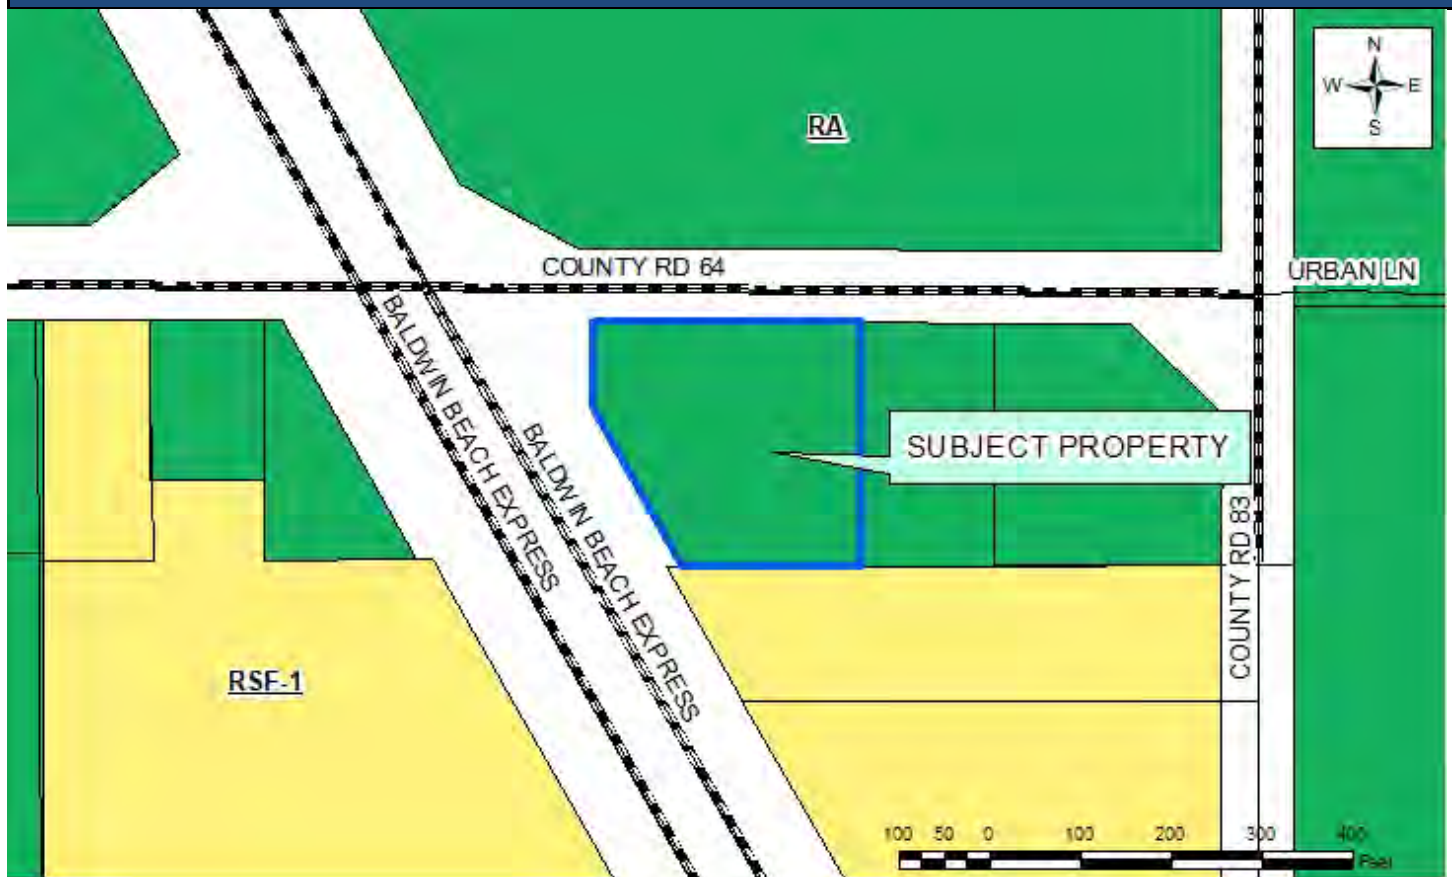 N
W E
S
RA
COUNTY RD 64
URBAN LN
BALDWIN BEACH EXPRESS
BALDWIN BEACH EXPRESS
SUBJECT PROPERTY
COUNTY RD 83
RSF-1
100 50 0 100 200 300 400
Feet